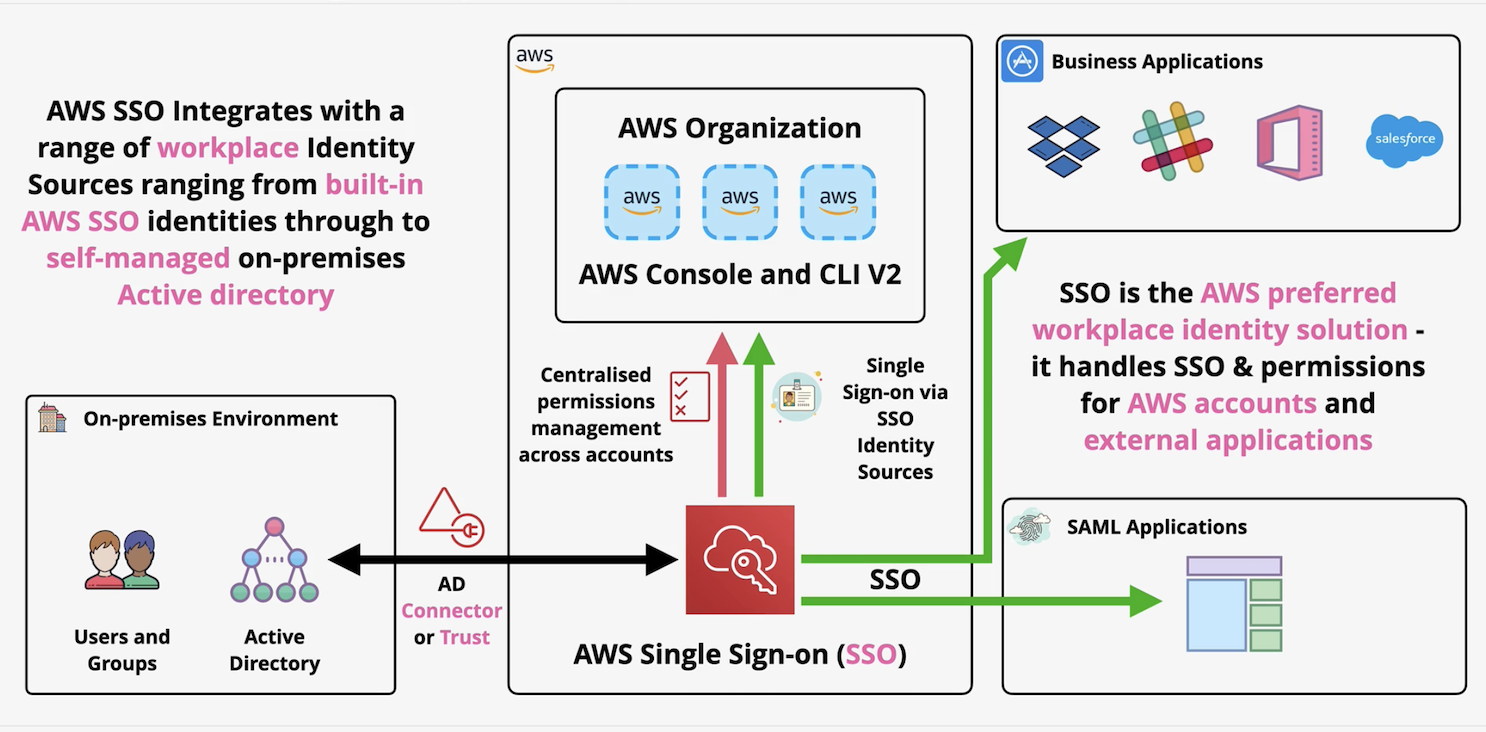 AWS SSO Integrates with a
range of workplace Identity
Sources ranging from built-in
AWS SSO identities through to
self-managed on-premises
Active directory
On-premises Environment
Users and
Groups
Active
Directory
AD
Connector
or Trust
aws
AWS Organization
aws
aws
aws
AWS Console and CLI V2
Centralised
permissions
management
across accounts
Single
Sign-on via
SSO
Identity
Sources
SSO
AWS Single Sign-on (SSO)
Business Applications
salesforce
SSO is the AWS preferred
workplace identity solution -
it handles SSO & permissions
for AWS accounts and
external applications
SAML Applications